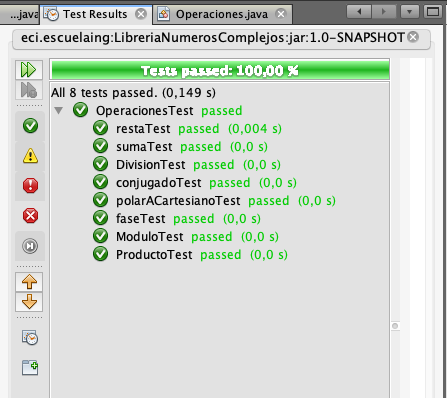 ...java
Test Results
Operaciones.java
eci.escuelaing:LibreriaNumerosComplejos:jar:1.0-SNAPSHOT
Tests passed: 100,00 %
All 8 tests passed. (0,149 s)
OperacionesTest passed
restaTest passed (0,004 s)
sumaTest passed (0,0 s)
DivisionTest passed (0,0 s)
conjugadoTest passed (0,0 s)
polarACartesianoTest passed (0,0 s)
faseTest passed (0,0 s)
ModuloTest passed (0,0 s)
ProductoTest passed (0,0 s)